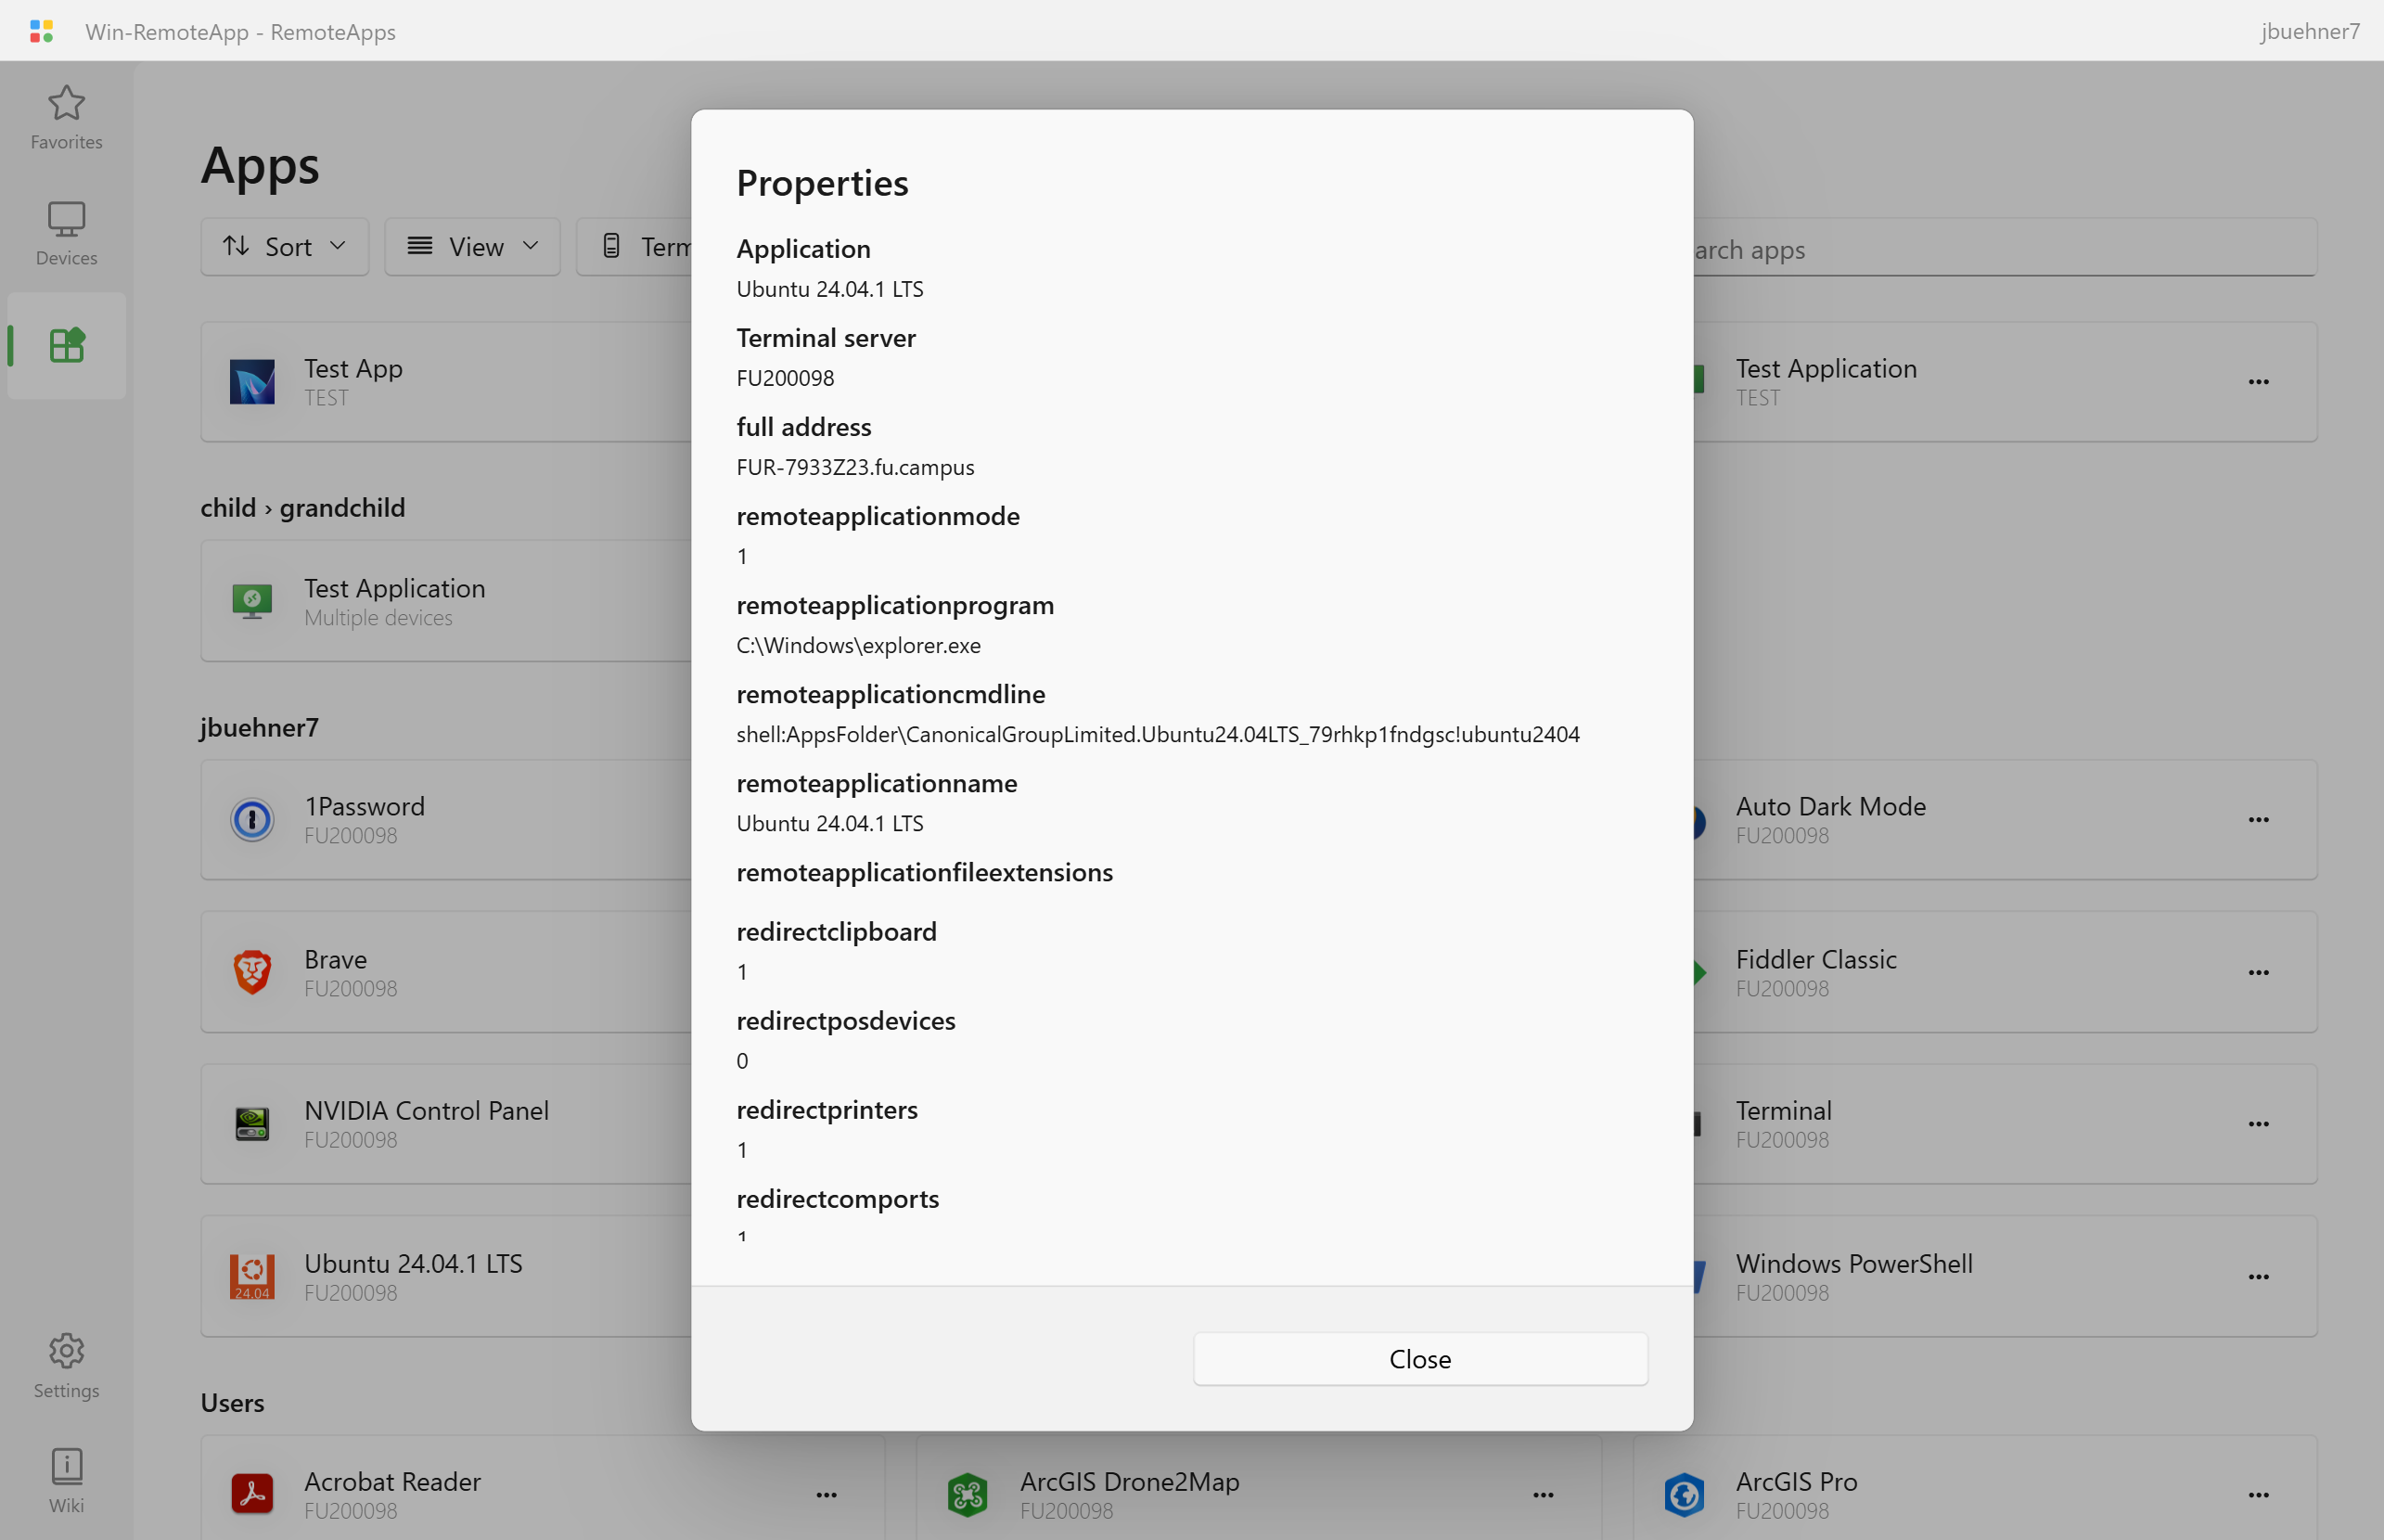 Win-RemoteApp - RemoteApps
jbuehner7
Favorites
Devices
Settings
Wiki
Apps
Sort
View
Term
arch apps
Test App
TEST
Test Application
TEST
child › grandchild
Test Application
Multiple devices
jbuehner7
1Password
FU200098
Auto Dark Mode
FU200098
Brave
FU200098
Fiddler Classic
FU200098
NVIDIA Control Panel
FU200098
Terminal
FU200098
24.04
Ubuntu 24.04.1 LTS
FU200098
Windows PowerShell
FU200098
Users
Acrobat Reader
FU200098
ArcGIS Drone2Map
FU200098
ArcGIS Pro
FU200098
Properties
Application
Ubuntu 24.04.1 LTS
Terminal server
FU200098
full address
FUR-7933Z23.fu.campus
remoteapplicationmode
1
remoteapplicationprogram
C:\Windows\explorer.exe
remoteapplicationcmdline
shell:AppsFolder\CanonicalGroupLimited.Ubuntu24.04LTS_79rhkp1fndgsc!ubuntu2404
remoteapplicationname
Ubuntu 24.04.1 LTS
remoteapplicationfileextensions
redirectclipboard
1
redirectposdevices
0
redirectprinters
1
redirectcomports
1
Close